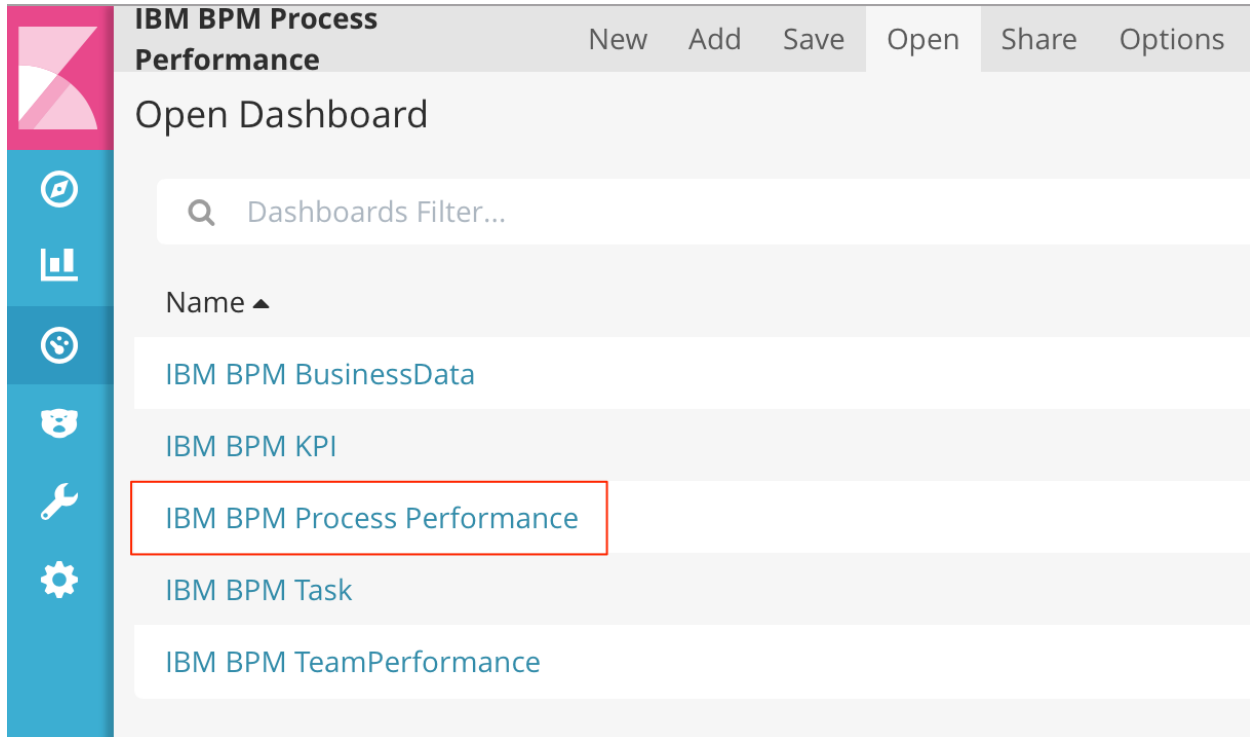 IBM BPM Process
Performance
New Add Save Open Share Options
Open Dashboard
Dashboards Filter...
Name
IBM BPM BusinessData
IBM BPM KPI
IBM BPM Process Performance
IBM BPM Task
IBM BPM TeamPerformance